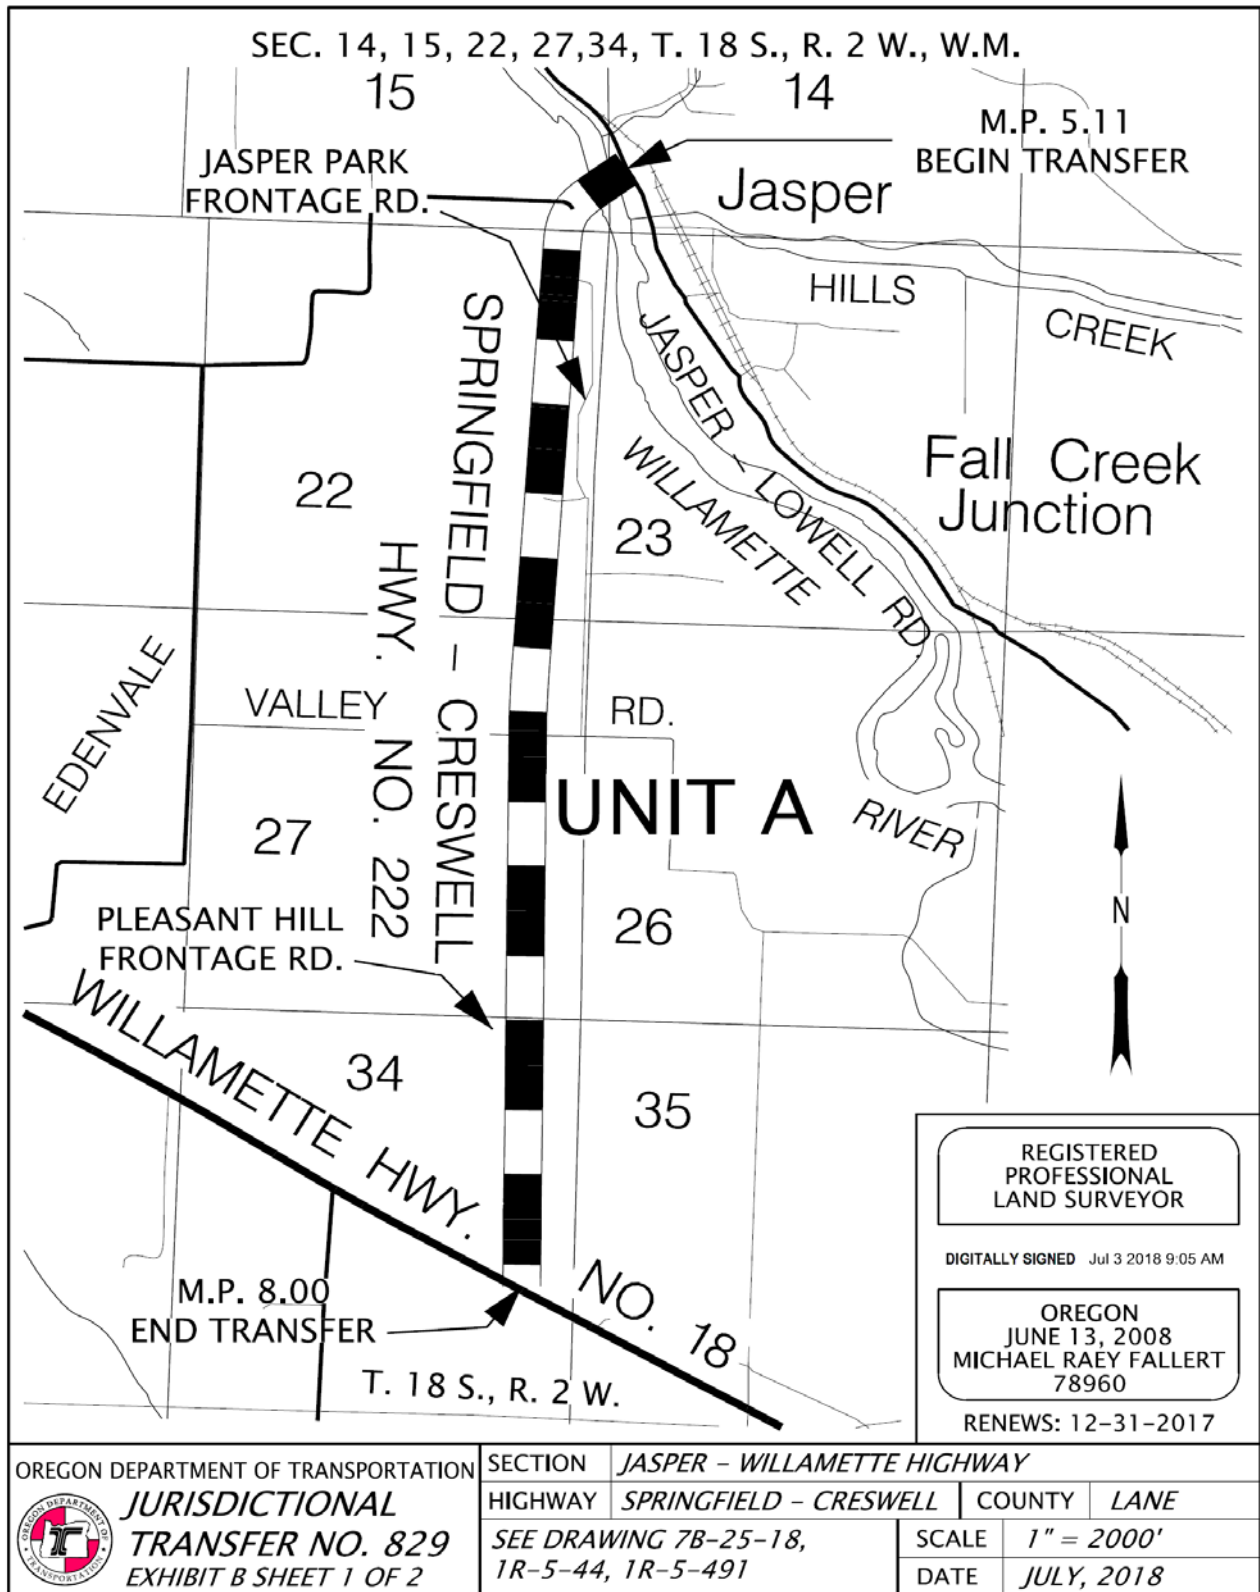 SEC. 14, 15, 22, 27,34, T. 18 S., R. 2 W., W.M.
15
14
M.P. 5.11
BEGIN TRANSFER
JASPER PARK
FRONTAGE RD.
Jasper
HILLS
CREEK
SPRINGFIELD – CRESWELL
HWY. NO. 222
JASPER – LOWELL RD.
WILLAMETTE
RIVER
Fall Creek
Junction
22
23
EDENVALE
VALLEY
RD.
UNIT A
27
26
PLEASANT HILL
FRONTAGE RD.
N
WILLAMETTE HWY. NO. 18
34
35
M.P. 8.00
END TRANSFER
T. 18 S., R. 2 W.
REGISTERED
PROFESSIONAL
LAND SURVEYOR
DIGITALLY SIGNED Jul 3 2018 9:05 AM
OREGON
JUNE 13, 2008
MICHAEL RAEY FALLERT
78960
RENEWS: 12-31-2017
OREGON DEPARTMENT OF TRANSPORTATION
JURISDICTIONAL
TRANSFER NO. 829
EXHIBIT B SHEET 1 OF 2
OREGON DEPARTMENT OF TRANSPORTATION
SECTION JASPER – WILLAMETTE HIGHWAY
HIGHWAY SPRINGFIELD – CRESWELL COUNTY LANE
SEE DRAWING 7B-25-18,
1R-5-44, 1R-5-491
SCALE 1" = 2000'
DATE JULY, 2018